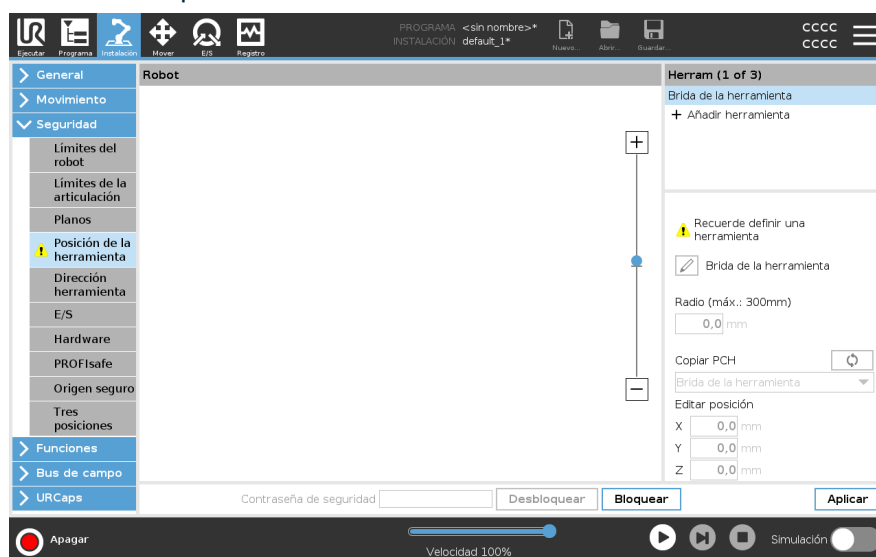 PROGRAMA <sin nombre>*
INSTALACIÓN default_1*
Ejecutar Programa Instalación Mover E/S Registro Nuevo... Abrir... Guardar...
CCCC
CCCC
General
Movimiento
Seguridad
Límites del
robot
Límites de la
articulación
Planos
Posición de la
herramienta
Dirección
herramienta
E/S
Hardware
PROFIsafe
Origen seguro
Tres
posiciones
Funciones
Bus de campo
URCaps
Robot
Herram (1 of 3)
Brida de la herramienta
+ Añadir herramienta
Recuerde definir una
herramienta
Brida de la herramienta
Radio (máx.: 300mm)
0,0 mm
Copiar PCH
Brida de la herramienta
Editar posición
X 0,0 mm
Y 0,0 mm
Z 0,0 mm
Contraseña de seguridad Desbloquear Bloquear Aplicar
Apagar
Velocidad 100%
Simulación